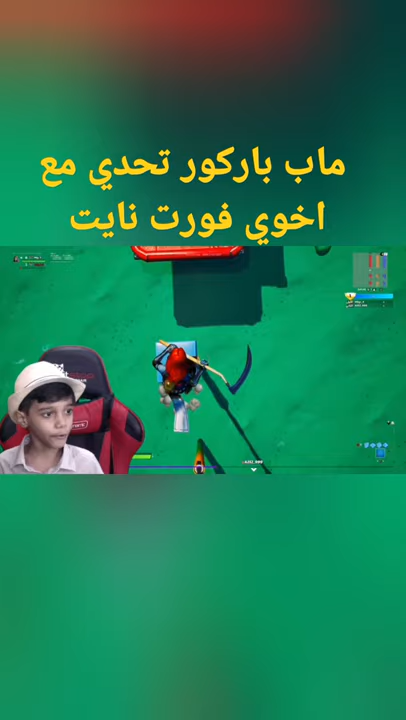 ماب باركور تحدي مع
اخوي فورت نايت